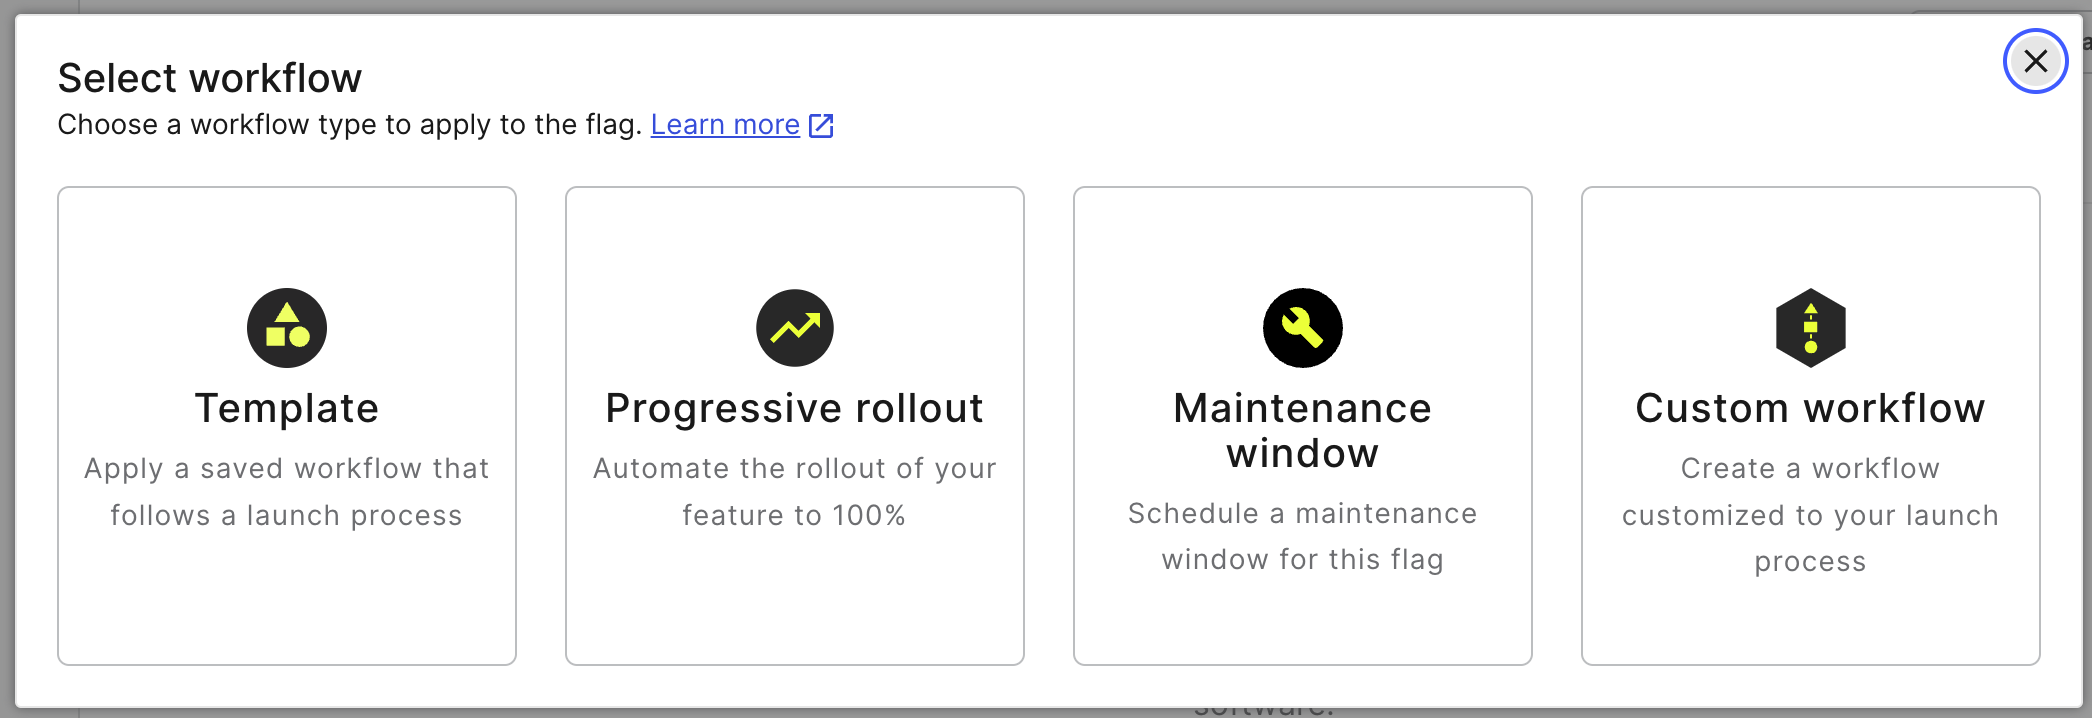 Select workflow
Choose a workflow type to apply to the flag. Learn more
Template
Apply a saved workflow that
follows a launch process
Progressive rollout
Automate the rollout of your
feature to 100%
Maintenance
window
Schedule a maintenance
window for this flag
Custom workflow
Create a workflow
customized to your launch
process
software.